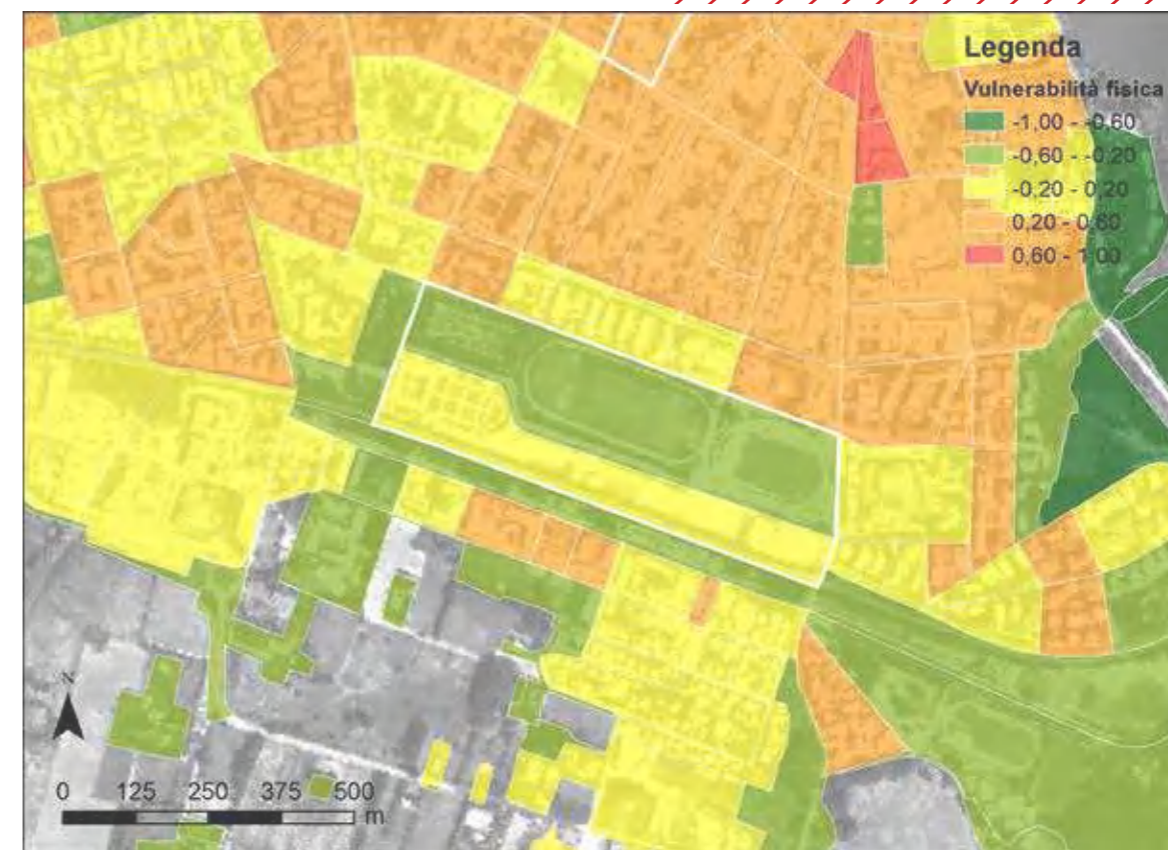 Legenda
Vulnerabilità fisica
-1,00 - -0,60
-0,60 - -0,20
-0,20 - 0,20
0,20 - 0,60
0,60 - 1,00
N
0 125 250 375 500
m